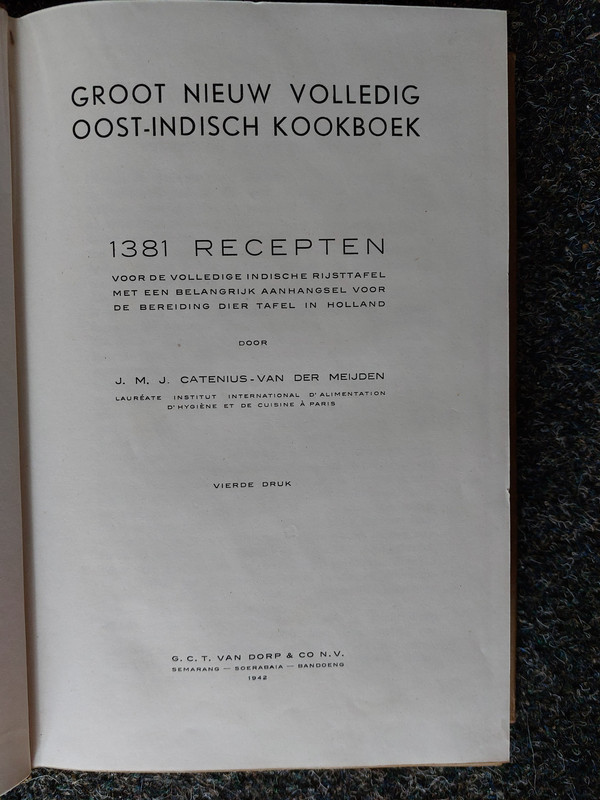 GROOT NIEUW VOLLEDIG
OOST-INDISCH KOOKBOEK
1381 RECEPTEN
VOOR DE VOLLEDIGE INDISCHE RIJSTTAFEL
MET EEN BELANGRIJK AANHANGSEL VOOR
DE BEREIDING DIER TAFEL IN HOLLAND
DOOR
J. M. J. CATENIUS-VAN DER MEIJDEN
LAURÉATE INSTITUT INTERNATIONAL D'ALIMENTATION
D'HYGIÈNE ET DE CUISINE À PARIS
VIERDE DRUK
G. C. T. VAN DORP & CO N.V.
SEMARANG — SOERABAIA — BANDOENG
1942